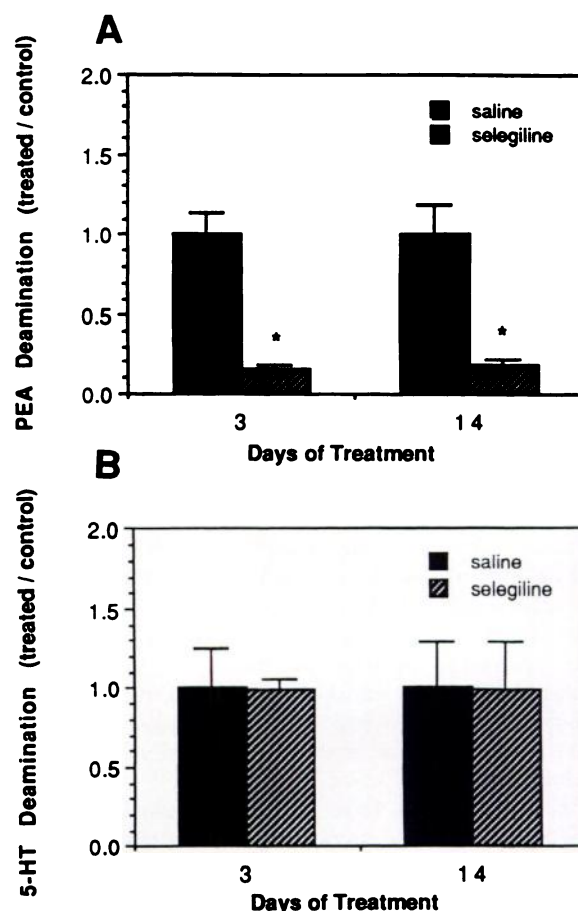 A
PEA Deamination (treated / control)
2.0
1.5
1.0
0.5
0.0
saline
selegiline
*
*
3
14
Days of Treatment
B
5-HT Deamination (treated / control)
2.0
1.5
1.0
0.5
0.0
saline
selegiline
3
14
Days of Treatment